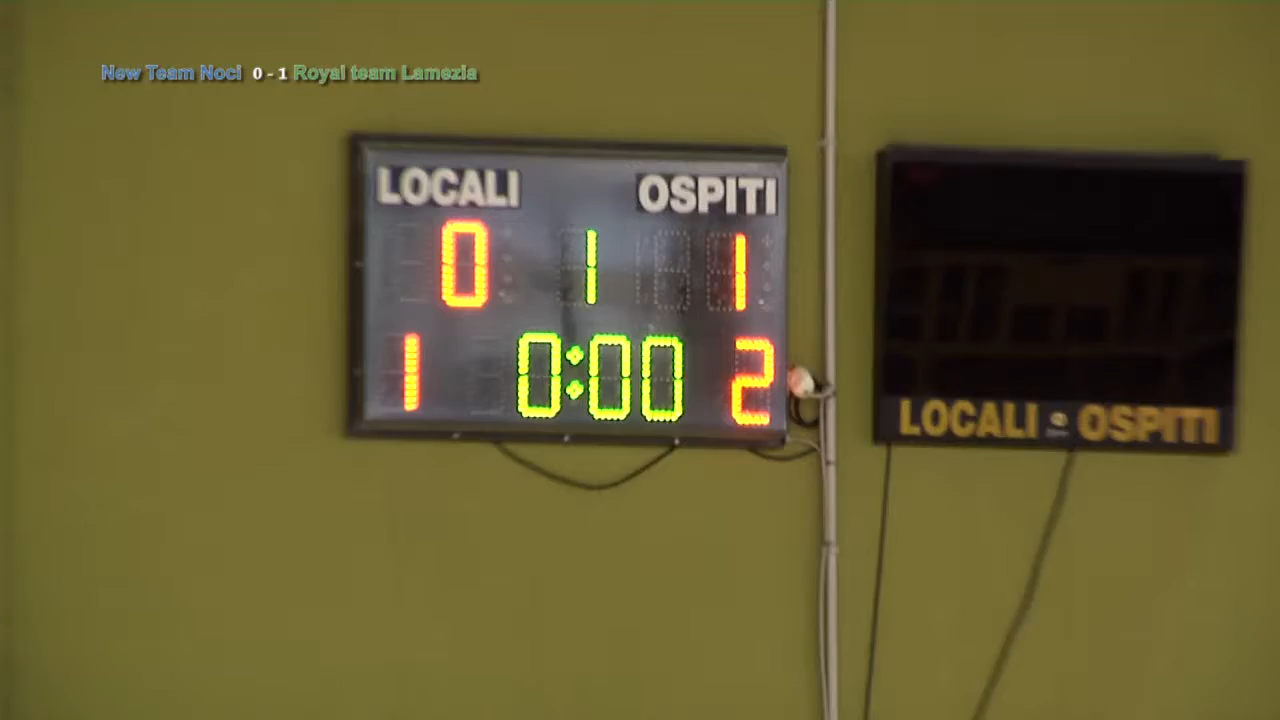 New Team Noci 0 - 1 Royal team Lamezia
LOCALI OSPITI
0 1 1
1 0:00 2
LOCALI - OSPITI